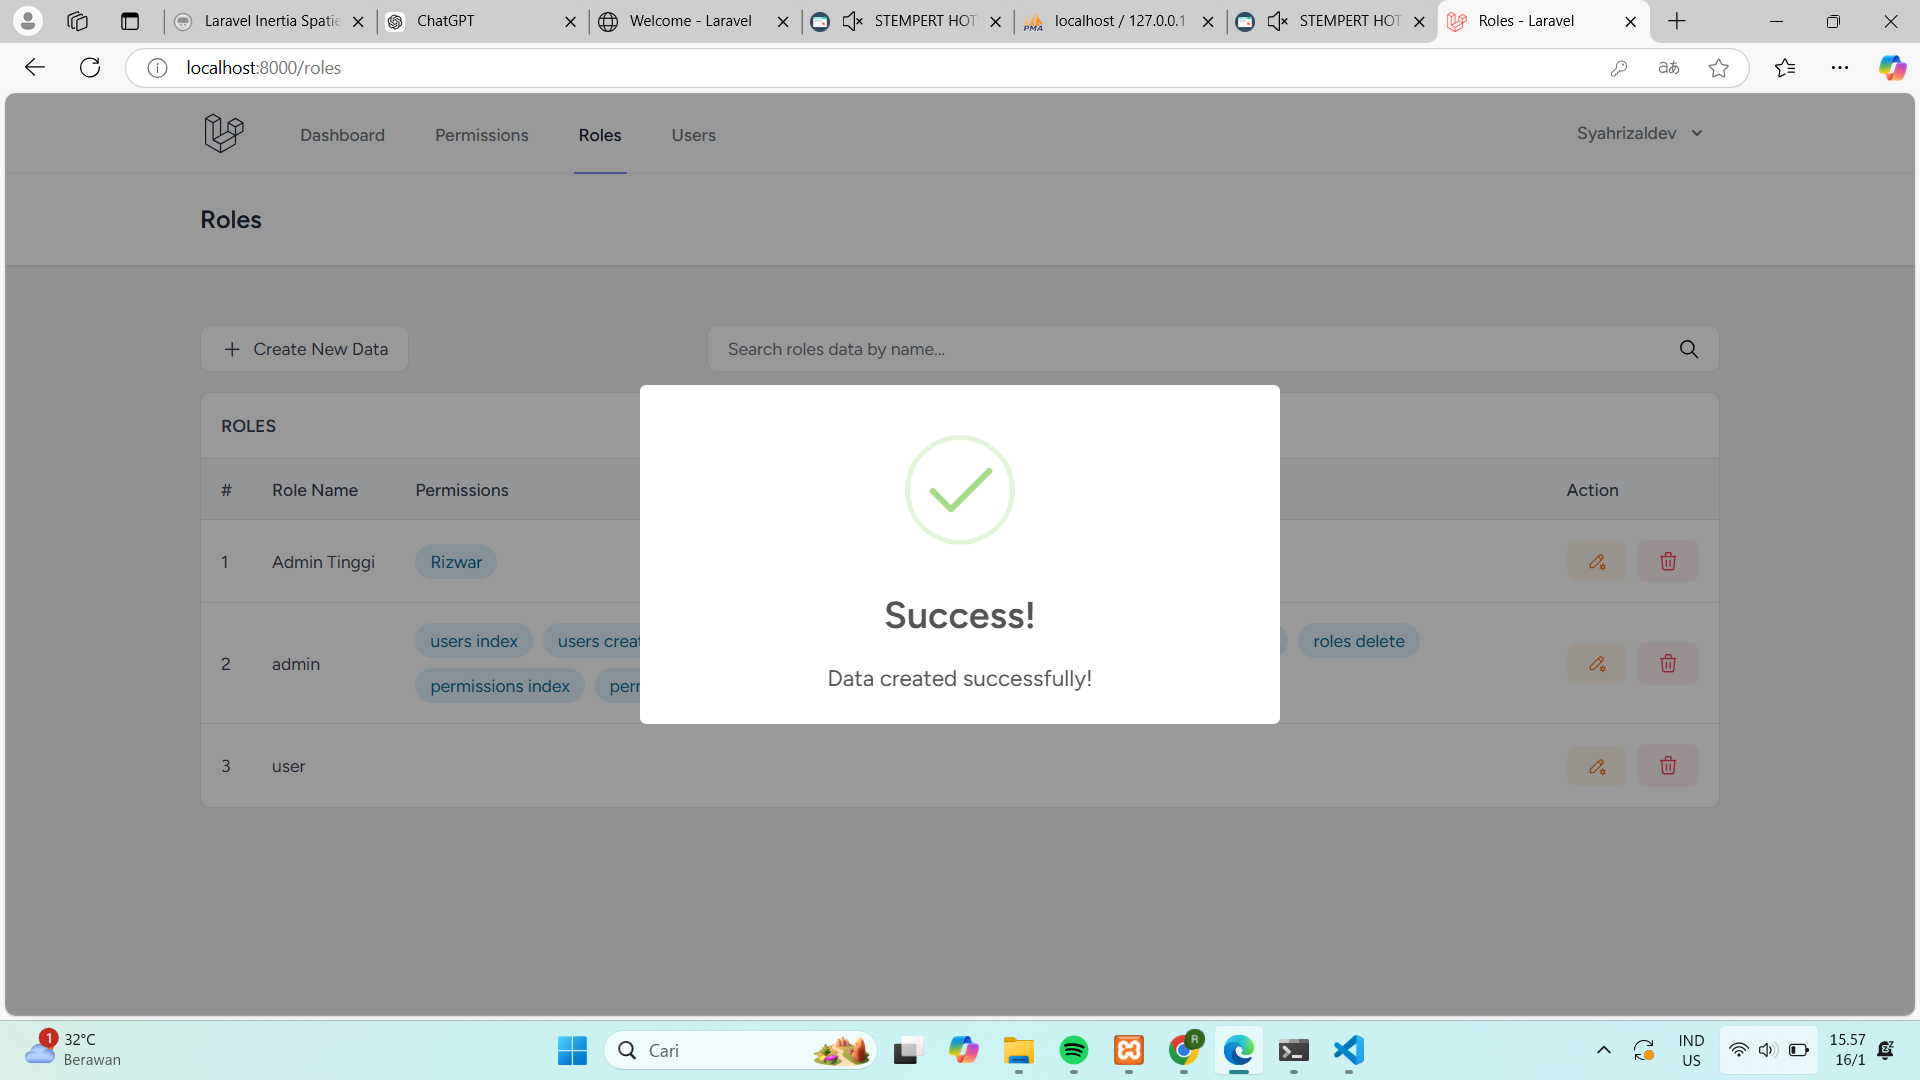 Laravel Inertia Spatie
ChatGPT
Welcome - Laravel
STEMPERT HOT
PMA
localhost / 127.0.0.1
STEMPERT HOT
Roles - Laravel
localhost:8000/roles
aあ
Dashboard
Permissions
Roles
Users
Syahrizaldev
Roles
Create New Data
Search roles data by name...
ROLES
# Role Name Permissions Action
1 Admin Tinggi Rizwar
users index users creat roles delete
2 admin
permissions index perr
3 user
Success!
Data created successfully!
1
32°C
Berawan
Cari
R
IND
US
15.57
16/1